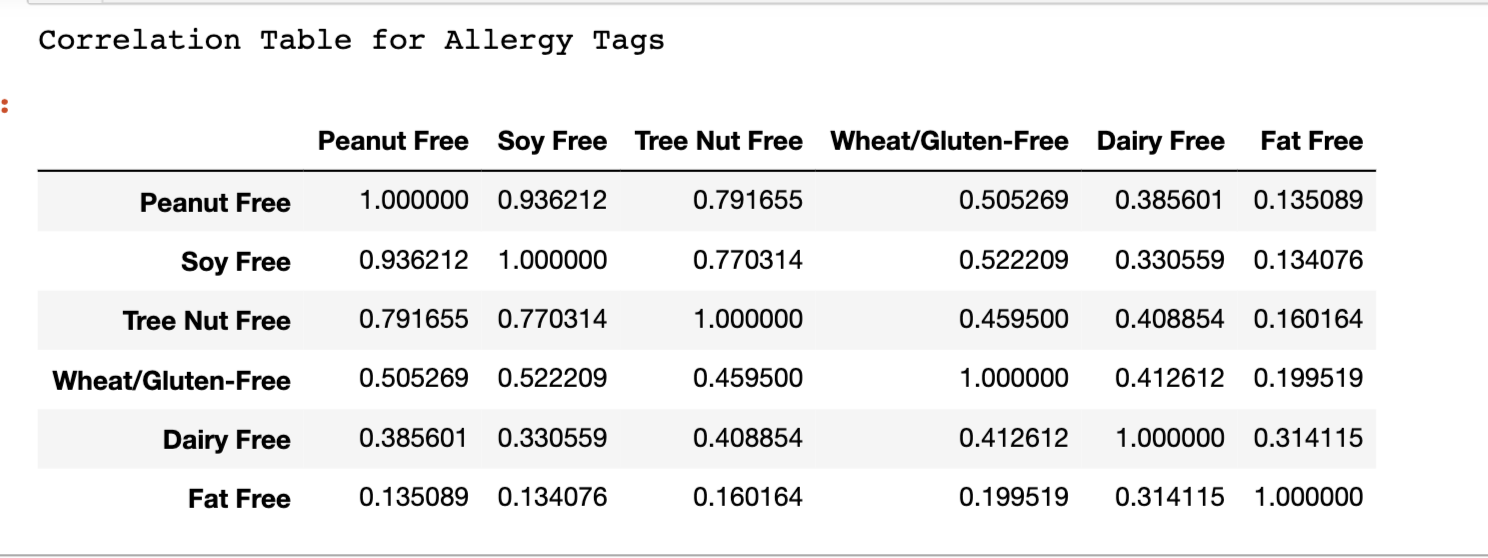 Correlation Table for Allergy Tags
:
Peanut Free Soy Free Tree Nut Free Wheat/Gluten-Free Dairy Free Fat Free
Peanut Free 1.000000 0.936212 0.791655 0.505269 0.385601 0.135089
Soy Free 0.936212 1.000000 0.770314 0.522209 0.330559 0.134076
Tree Nut Free 0.791655 0.770314 1.000000 0.459500 0.408854 0.160164
Wheat/Gluten-Free 0.505269 0.522209 0.459500 1.000000 0.412612 0.199519
Dairy Free 0.385601 0.330559 0.408854 0.412612 1.000000 0.314115
Fat Free 0.135089 0.134076 0.160164 0.199519 0.314115 1.000000